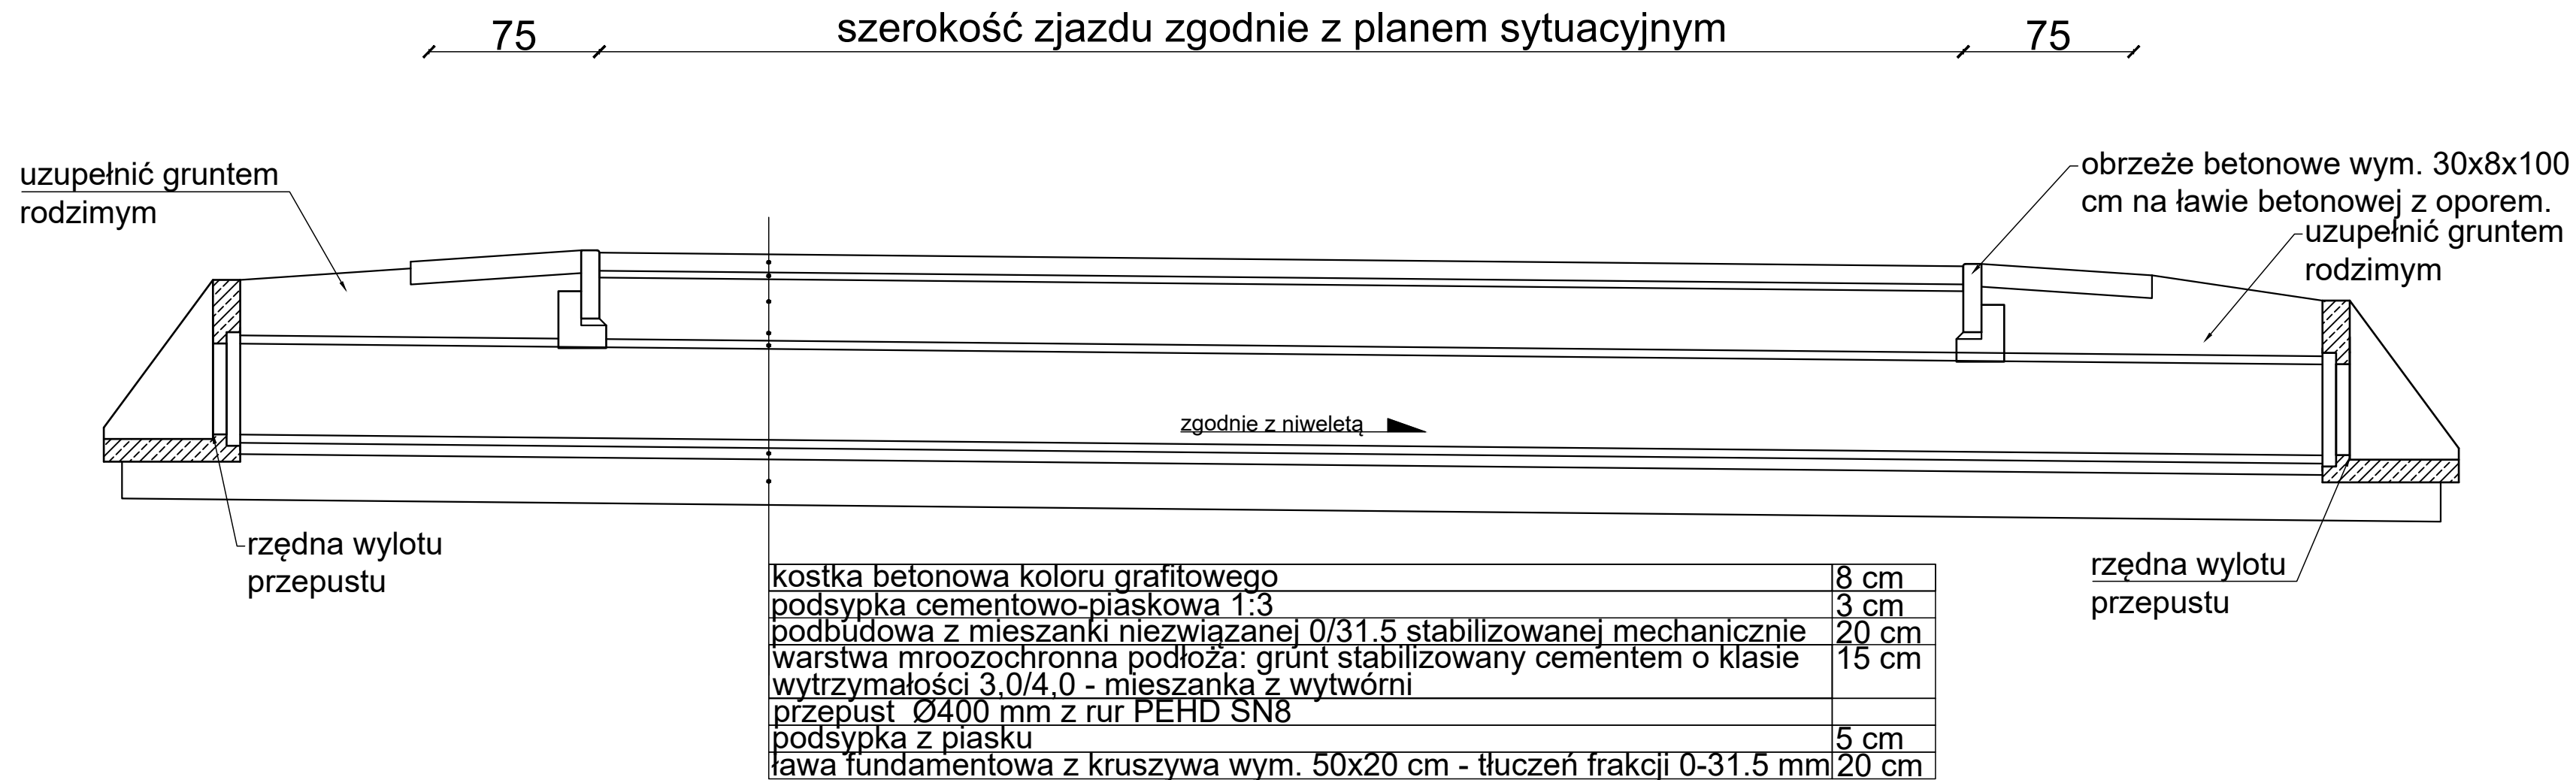 75
szerokość zjazdu zgodnie z planem sytuacyjnym
75
uzupełnić gruntem
rodzimym
obrzeże betonowe wym. 30x8x100
cm na ławie betonowej z oporem.
uzupełnić gruntem
rodzimym
zgodnie z niweletą
rzędna wylotu
przepustu
rzędna wylotu
przepustu
kostka betonowa koloru grafitowego 8 cm
podsypka cementowo-piaskowa 1:3 3 cm
podbudowa z mieszanki niezwiązanej 0/31.5 stabilizowanej mechanicznie 20 cm
warstwa mroozochronna podłoża: grunt stabilizowany cementem o klasie 15 cm
wytrzymałości 3,0/4,0 - mieszanka z wytwórni
przepust Ø400 mm z rur PEHD SN8
podsypka z piasku 5 cm
ława fundamentowa z kruszywa wym. 50x20 cm - tłuczeń frakcji 0-31.5 mm 20 cm